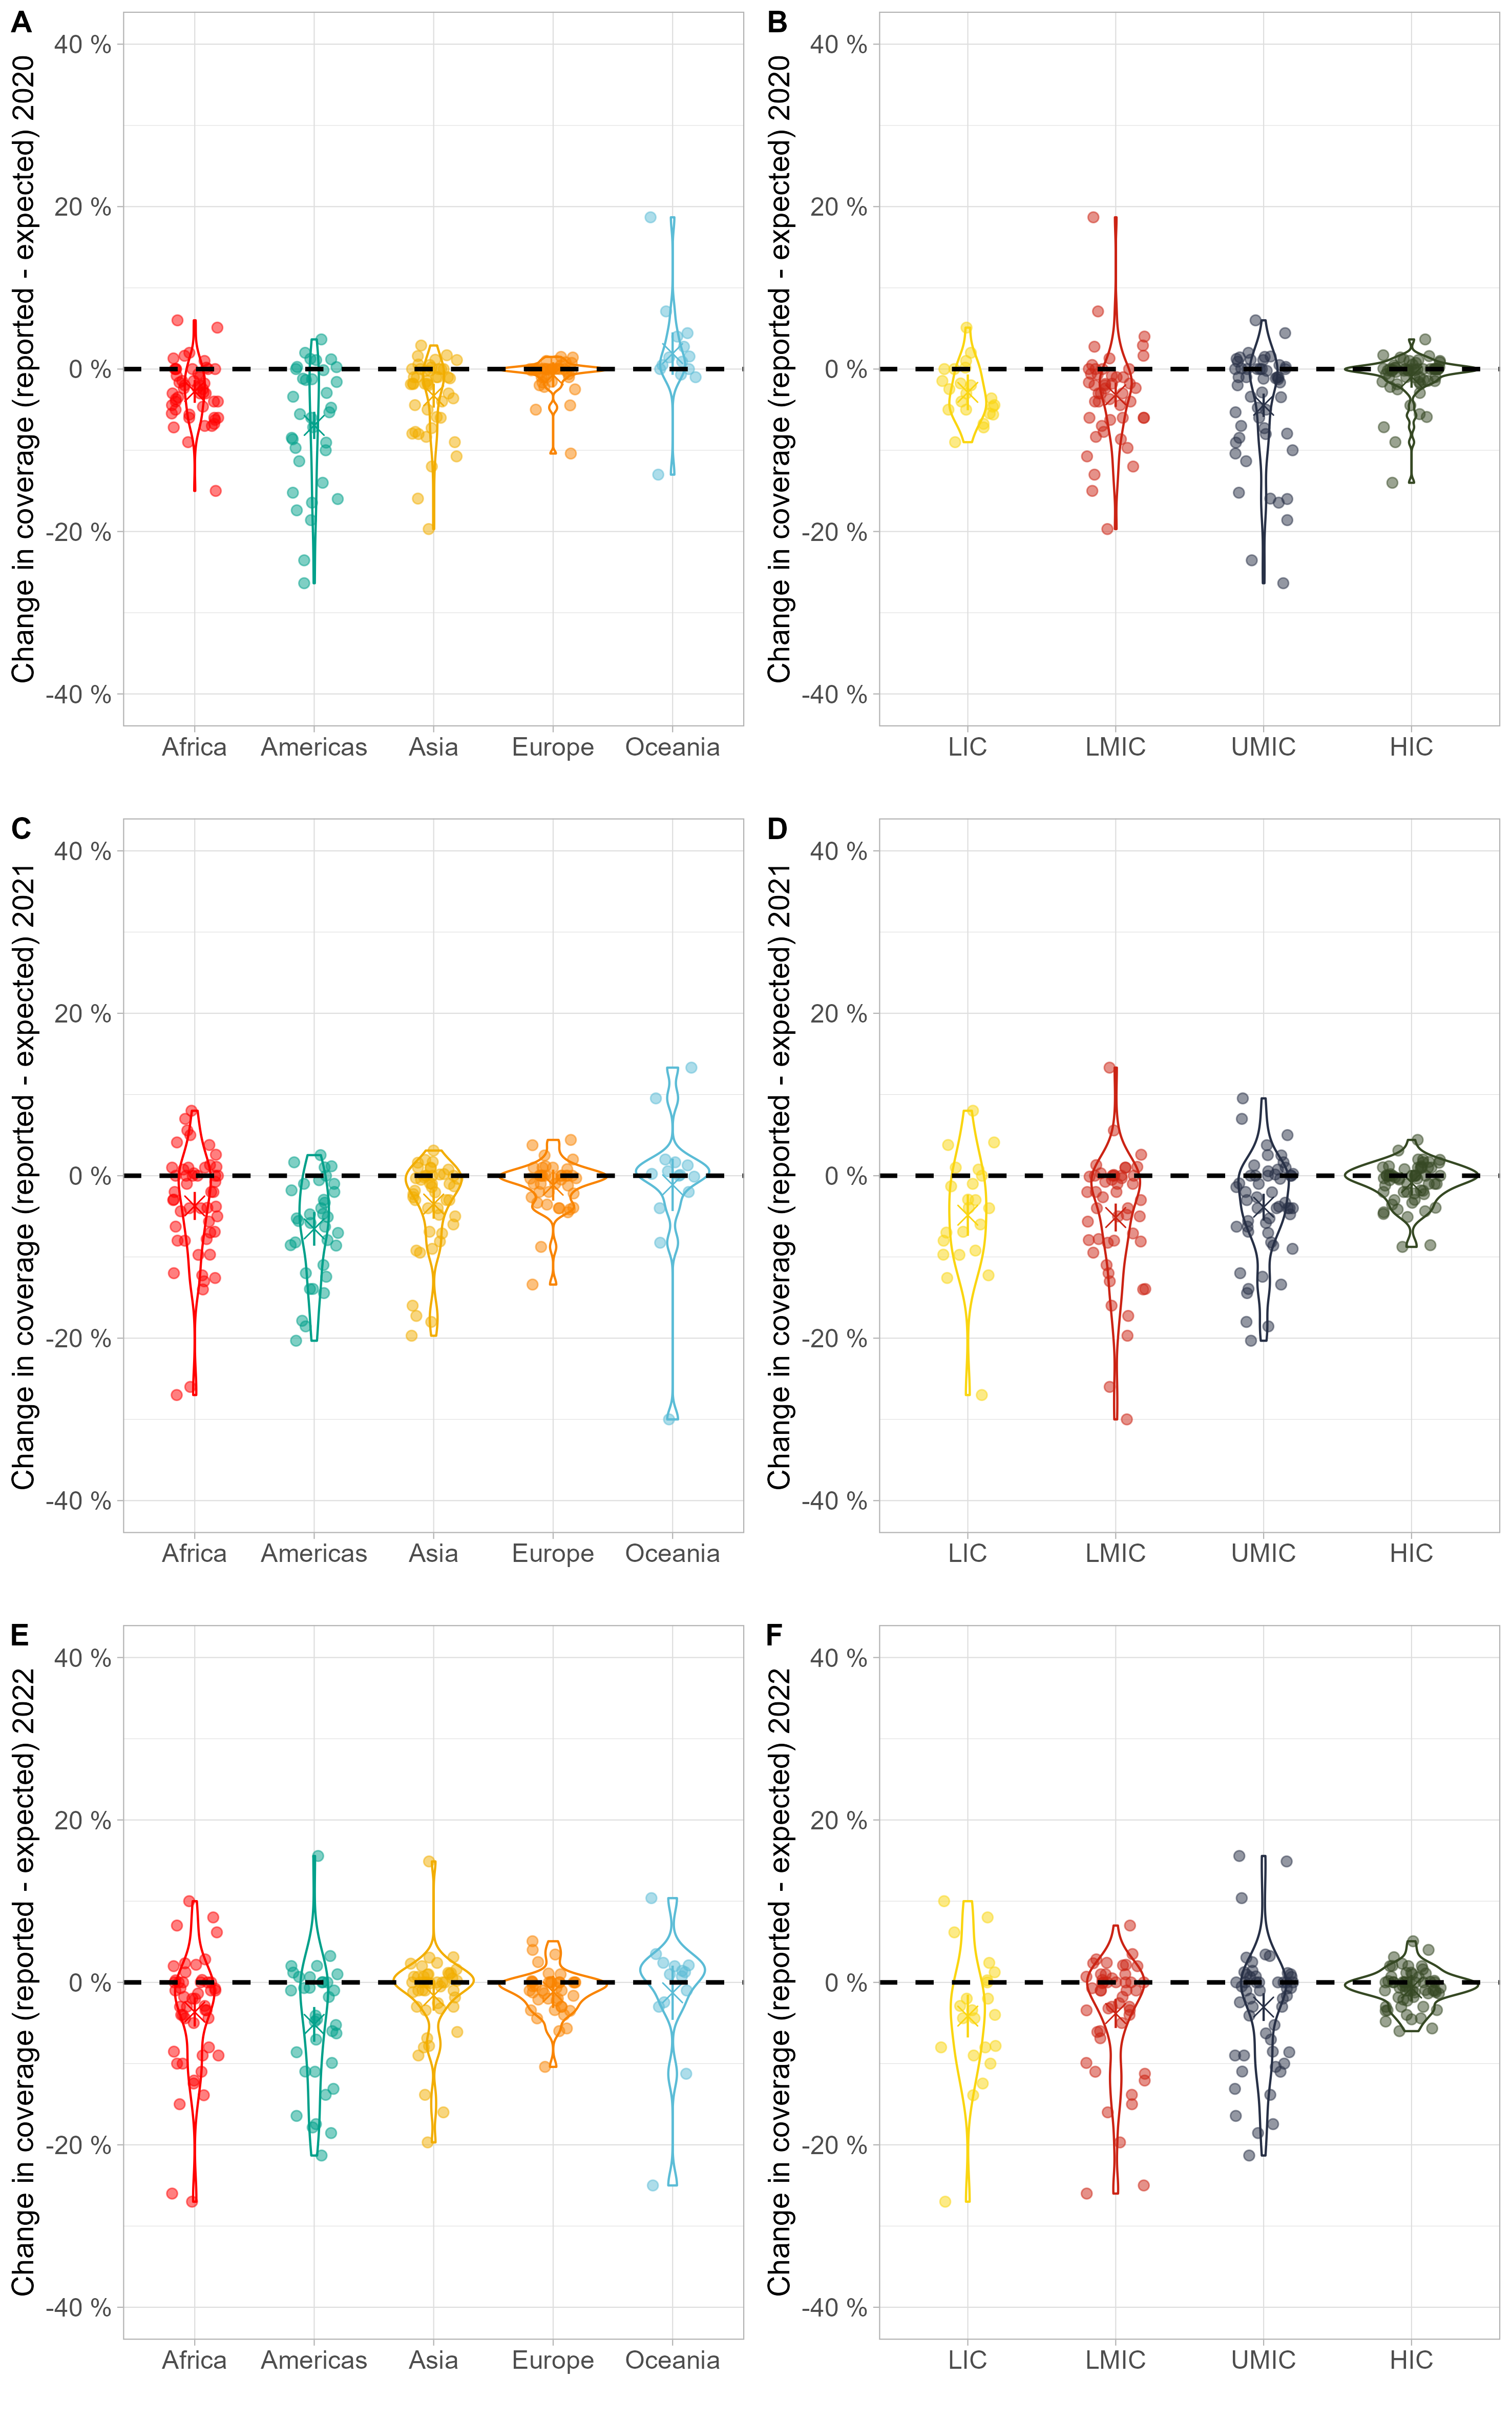 A
Change in coverage (reported - expected) 2020
40 %
20 %
0 %
-20 %
-40 %
Africa Americas Asia Europe Oceania
B
Change in coverage (reported - expected) 2020
40 %
20 %
0 %
-20 %
-40 %
LIC LMIC UMIC HIC
C
Change in coverage (reported - expected) 2021
40 %
20 %
0 %
-20 %
-40 %
Africa Americas Asia Europe Oceania
D
Change in coverage (reported - expected) 2021
40 %
20 %
0 %
-20 %
-40 %
LIC LMIC UMIC HIC
E
Change in coverage (reported - expected) 2022
40 %
20 %
0 %
-20 %
-40 %
Africa Americas Asia Europe Oceania
F
Change in coverage (reported - expected) 2022
40 %
20 %
0 %
-20 %
-40 %
LIC LMIC UMIC HIC